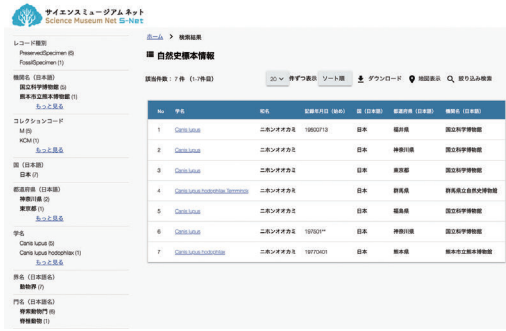 サイエンスミュージアム ネット
Science Museum Net S-Net
ホーム > 検索結果
自然史標本情報
該当件数：7 件 (1-7件目)
20 件ずつ表示 ソート順 ダウンロード 地図表示 絞り込み検索
レコード種別
PreservedSpecimen (6)
FossilSpecimen (1)
機関名（日本語）
国立科学博物館 (5)
熊本市立熊本博物館 (1)
もっと見る
コレクションコード
M (5)
KCM (1)
もっと見る
国（日本語）
日本 (7)
都道府県（日本語）
神奈川県 (2)
東京都 (1)
もっと見る
学名
Canis lupus (5)
Canis lupus hodophilax (1)
もっと見る
界名（日本語名）
動物界 (7)
門名（日本語名）
脊索動物門 (6)
脊椎動物 (1)
No 学名 和名 記録年月日（始め） 国（日本語） 都道府県（日本語） 機関名（日本語）
1 Canis lupus ニホンオオカミ 19800713 日本 福井県 国立科学博物館
2 Canis lupus ニホンオオカミ 日本 神奈川県 国立科学博物館
3 Canis lupus ニホンオオカミ 日本 東京都 国立科学博物館
4 Canis lupus hodophilax Temminck ニホンオオカミ 日本 群馬県 群馬県立自然史博物館
5 Canis lupus ニホンオオカミ 日本 福島県 国立科学博物館
6 Canis lupus ニホンオオカミ 197501** 日本 神奈川県 国立科学博物館
7 Canis lupus hodophilax ニホンオオカミ 19770401 日本 熊本県 熊本市立熊本博物館